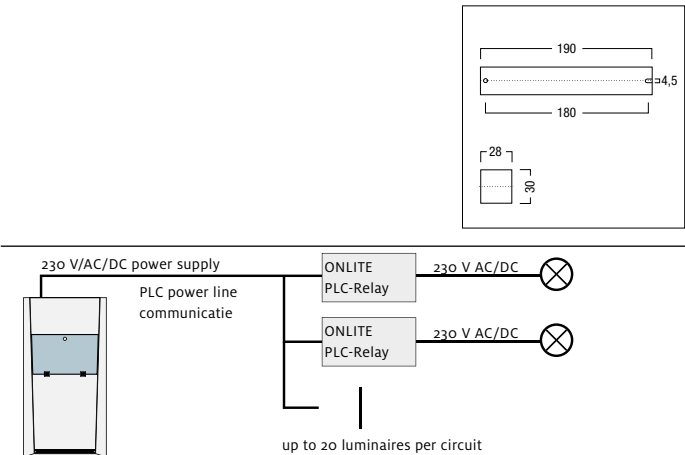 190
4,5
180
28
30
230 V/AC/DC power supply
PLC power line
communicatie
ONLITE
PLC-Relay
230 V AC/DC
ONLITE
PLC-Relay
230 V AC/DC
up to 20 luminaires per circuit